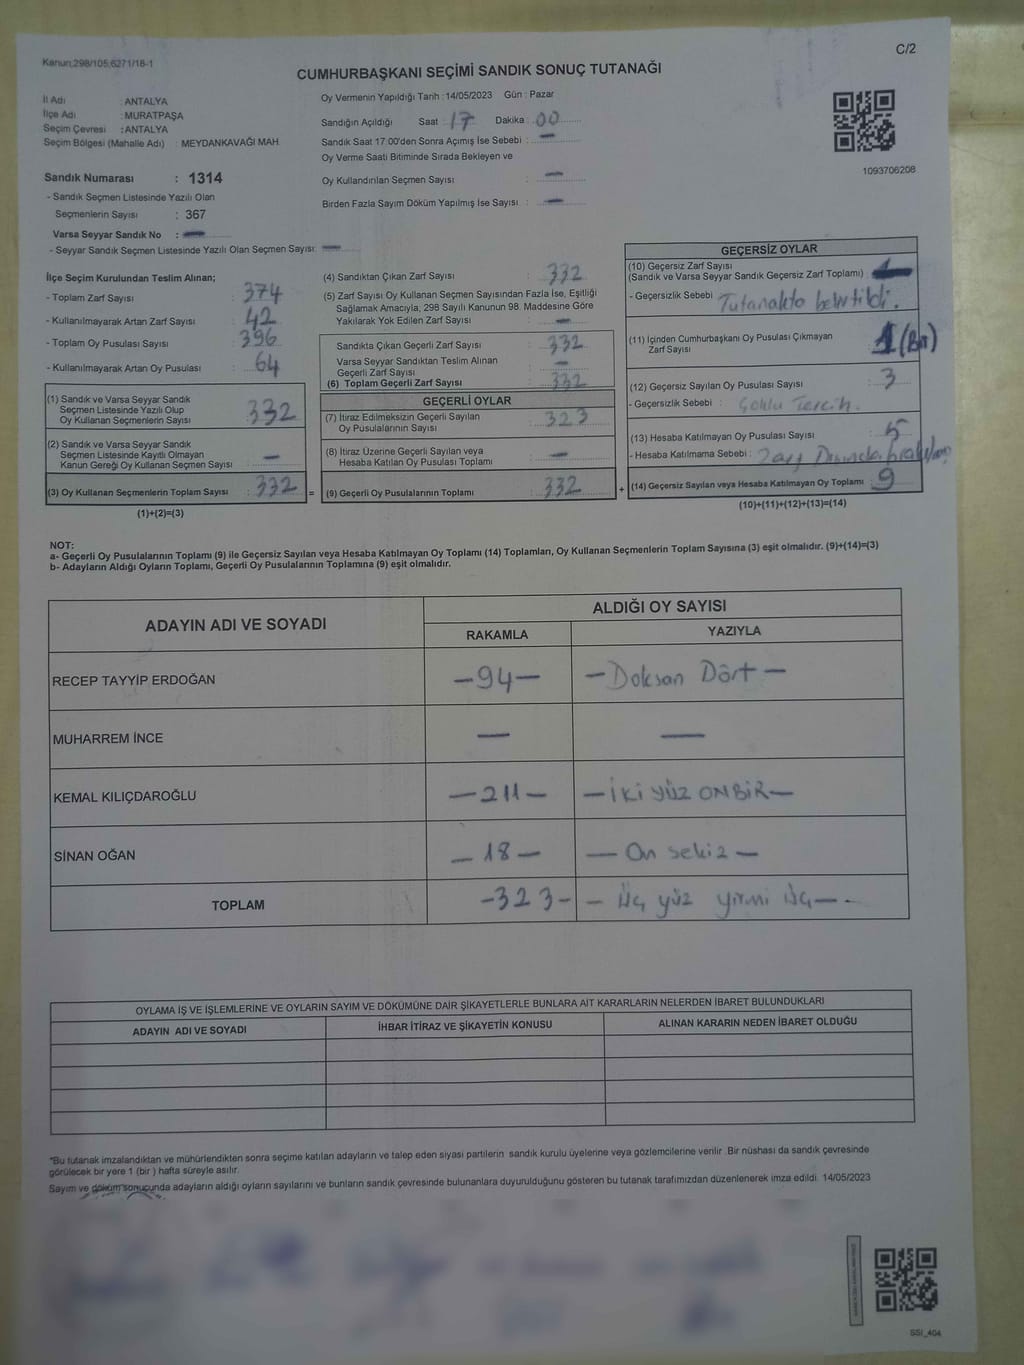 Kanun:298/105;6271/18-1
C/2
CUMHURBAŞKANI SEÇİMİ SANDIK SONUÇ TUTANAĞI
İl Adı : ANTALYA
İlçe Adı : MURATPAŞA
Seçim Çevresi : ANTALYA
Seçim Bölgesi (Mahalle Adı) : MEYDANKAVAĞI MAH.
Sandık Numarası : 1314
- Sandık Seçmen Listesinde Yazılı Olan
Seçmenlerin Sayısı : 367
Varsa Seyyar Sandık No : —
- Seyyar Sandık Seçmen Listesinde Yazılı Olan Seçmen Sayısı: —
Oy Vermenin Yapıldığı Tarih : 14/05/2023 Gün : Pazar
Sandığın Açıldığı Saat : 17 Dakika : 00
Sandık Saat 17:00'den Sonra Açımış İse Sebebi : —
Oy Verme Saati Bitiminde Sırada Bekleyen ve
Oy Kullandırılan Seçmen Sayısı : —
Birden Fazla Sayım Döküm Yapılmış İse Sayısı : —
1093706208
İlçe Seçim Kurulundan Teslim Alınan;
- Toplam Zarf Sayısı : 374
- Kullanılmayarak Artan Zarf Sayısı : 42
- Toplam Oy Pusulası Sayısı : 396
- Kullanılmayarak Artan Oy Pusulası : 64
(1) Sandık ve Varsa Seyyar Sandık
Seçmen Listesinde Yazılı Olup
Oy Kullanan Seçmenlerin Sayısı : 332
(2) Sandık ve Varsa Seyyar Sandık
Seçmen Listesinde Kayıtlı Olmayan
Kanun Gereği Oy Kullanan Seçmen Sayısı : —
(3) Oy Kullanan Seçmenlerin Toplam Sayısı : 332
(1)+(2)=(3)
=
(4) Sandıktan Çıkan Zarf Sayısı : 332
(5) Zarf Sayısı Oy Kullanan Seçmen Sayısından Fazla İse, Eşitliği
Sağlamak Amacıyla, 298 Sayılı Kanunun 98. Maddesine Göre
Yakılarak Yok Edilen Zarf Sayısı : —
Sandıkta Çıkan Geçerli Zarf Sayısı : 332
Varsa Seyyar Sandıktan Teslim Alınan
Geçerli Zarf Sayısı : —
(6) Toplam Geçerli Zarf Sayısı : 332
GEÇERLİ OYLAR
(7) İtiraz Edilmeksizin Geçerli Sayılan
Oy Pusulasının Sayısı : 323
(8) İtiraz Üzerine Geçerli Sayılan veya
Hesaba Katılan Oy Pusulası Toplamı : —
(9) Geçerli Oy Pusulalarının Toplamı : 332
+
GEÇERSİZ OYLAR
(10) Geçersiz Zarf Sayısı
(Sandık ve Varsa Seyyar Sandık Geçersiz Zarf Toplamı) :
- Geçersizlik Sebebi : Tutanakta belirtildi.
(11) İçinden Cumhurbaşkanı Oy Pusulası Çıkmayan
Zarf Sayısı : 1 (Bir)
(12) Geçersiz Sayılan Oy Pusulası Sayısı : 3
- Geçersizlik Sebebi : Çoklu Tercih.
(13) Hesaba Katılmayan Oy Pusulası Sayısı : 5
- Hesaba Katılmama Sebebi :
(14) Geçersiz Sayılan veya Hesaba Katılmayan Oy Toplamı : 9
(10)+(11)+(12)+(13)=(14)
NOT:
a- Geçerli Oy Pusulalarının Toplamı (9) ile Geçersiz Sayılan veya Hesaba Katılmayan Oy Toplamı (14) Toplamları, Oy Kullanan Seçmenlerin Toplam Sayısına (3) eşit olmalıdır. (9)+(14)=(3)
b- Adayların Aldığı Oyların Toplamı, Geçerli Oy Pusulalarının Toplamına (9) eşit olmalıdır.
ADAYIN ADI VE SOYADI
ALDIĞI OY SAYISI
RAKAMLA YAZIYLA
RECEP TAYYİP ERDOĞAN —94— —Doksan Dört—
MUHARREM İNCE — —
KEMAL KILIÇDAROĞLU —211— —İKİ YÜZ ONBİR—
SİNAN OĞAN —18— —On sekiz—
TOPLAM —323— —Üç yüz yirmi üç—
OYLAMA İŞ VE İŞLEMLERİNE VE OYLARIN SAYIM VE DÖKÜMÜNE DAİR ŞİKAYETLERLE BUNLARA AİT KARARLARIN NELERDEN İBARET BULUNDUKLARI
ADAYIN ADI VE SOYADI İHBAR İTİRAZ VE ŞİKAYETİN KONUSU ALINAN KARARIN NEDEN İBARET OLDUĞU
*Bu tutanak imzalandıktan ve mühürlendikten sonra seçime katılan adayların ve talep eden siyasi partilerin sandık kurulu üyelerine veya gözlemcilerine verilir. Bir nüshası da sandık çevresinde
görülecek bir yere 1 (bir ) hafta süreyle asılır.
Sayım ve döküm sonucunda adayların aldığı oyların sayılarını ve bunların sandık çevresinde bulunanlara duyurulduğunu gösteren bu tutanak tarafımızdan düzenlenerek imza edildi. 14/05/2023
SSI_404